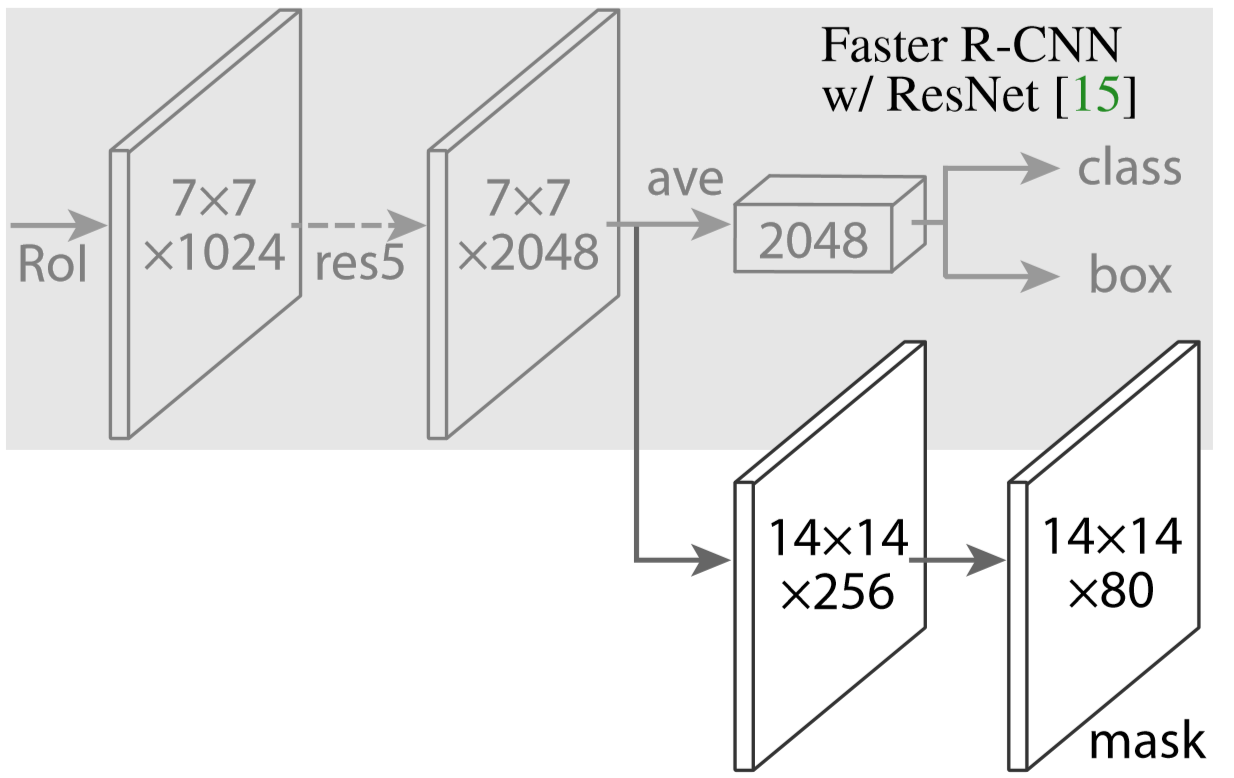 Faster R-CNN
w/ ResNet [15]
RoI
7×7
×1024
res5
7×7
×2048
ave
2048
class
box
14×14
×256
14×14
×80
mask